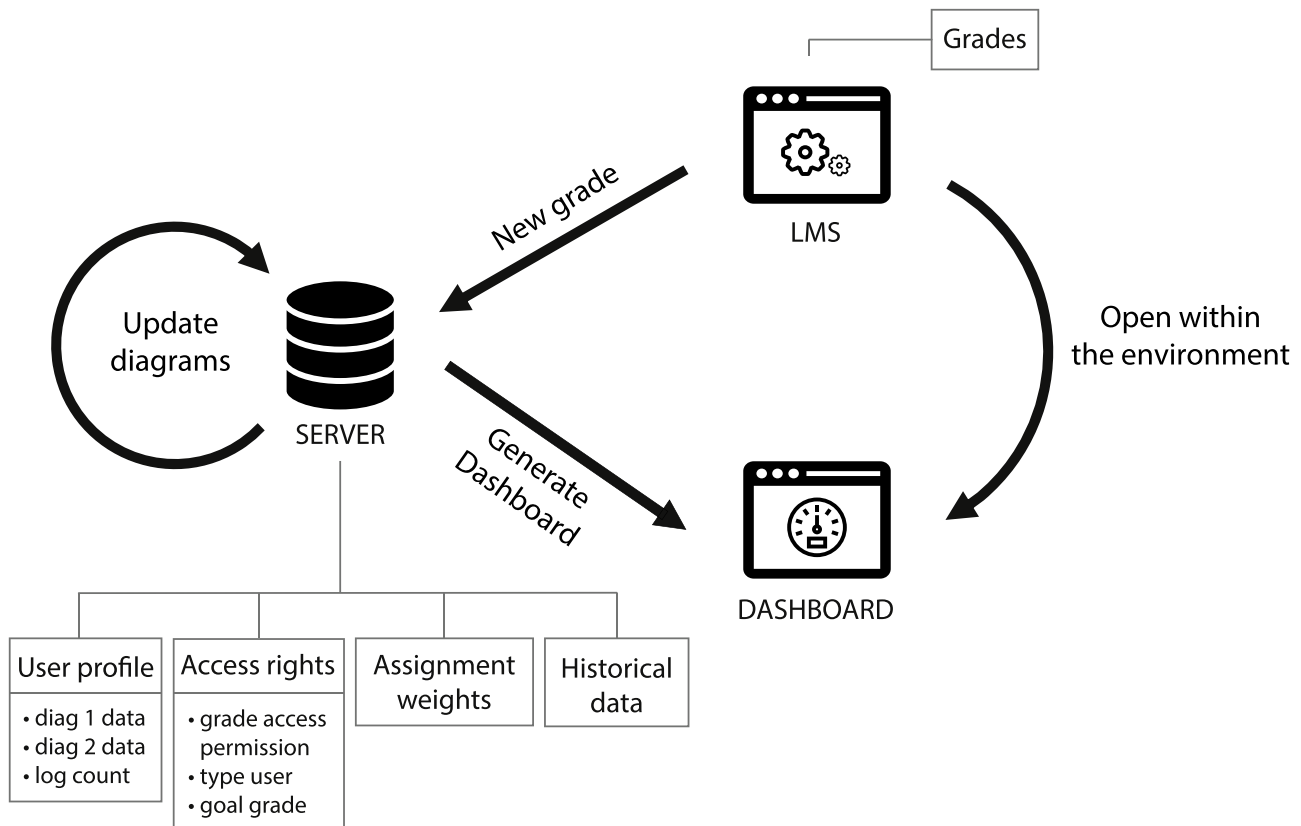 Grades
LMS
New grade
Open within
the environment
Update
diagrams
SERVER
Generate
Dashboard
DASHBOARD
User profile
• diag 1 data
• diag 2 data
• log count
Access rights
• grade access
permission
• type user
• goal grade
Assignment
weights
Historical
data